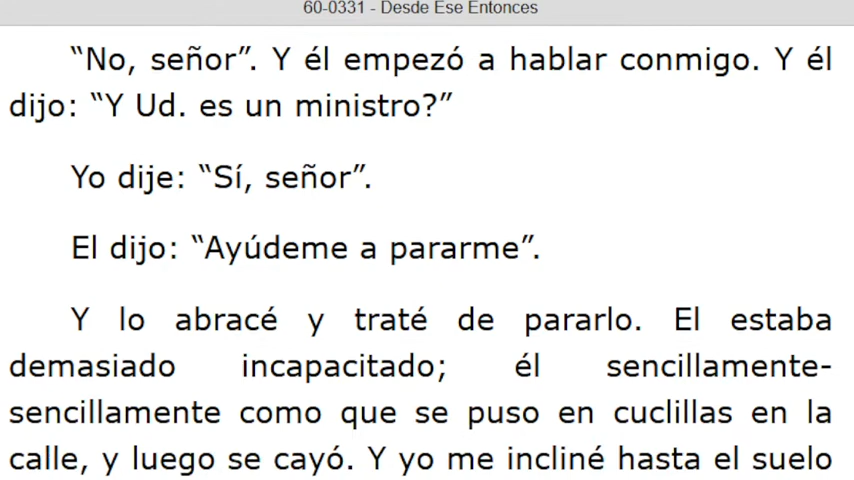 60-0331 - Desde Ese Entonces
“No, señor”. Y él empezó a hablar conmigo. Y él
dijo: “Y Ud. es un ministro?”
Yo dije: “Sí, señor”.
El dijo: “Ayúdeme a pararme”.
Y lo abracé y traté de pararlo. El estaba
demasiado incapacitado; él sencillamente-
sencillamente como que se puso en cuclillas en la
calle, y luego se cayó. Y yo me incliné hasta el suelo